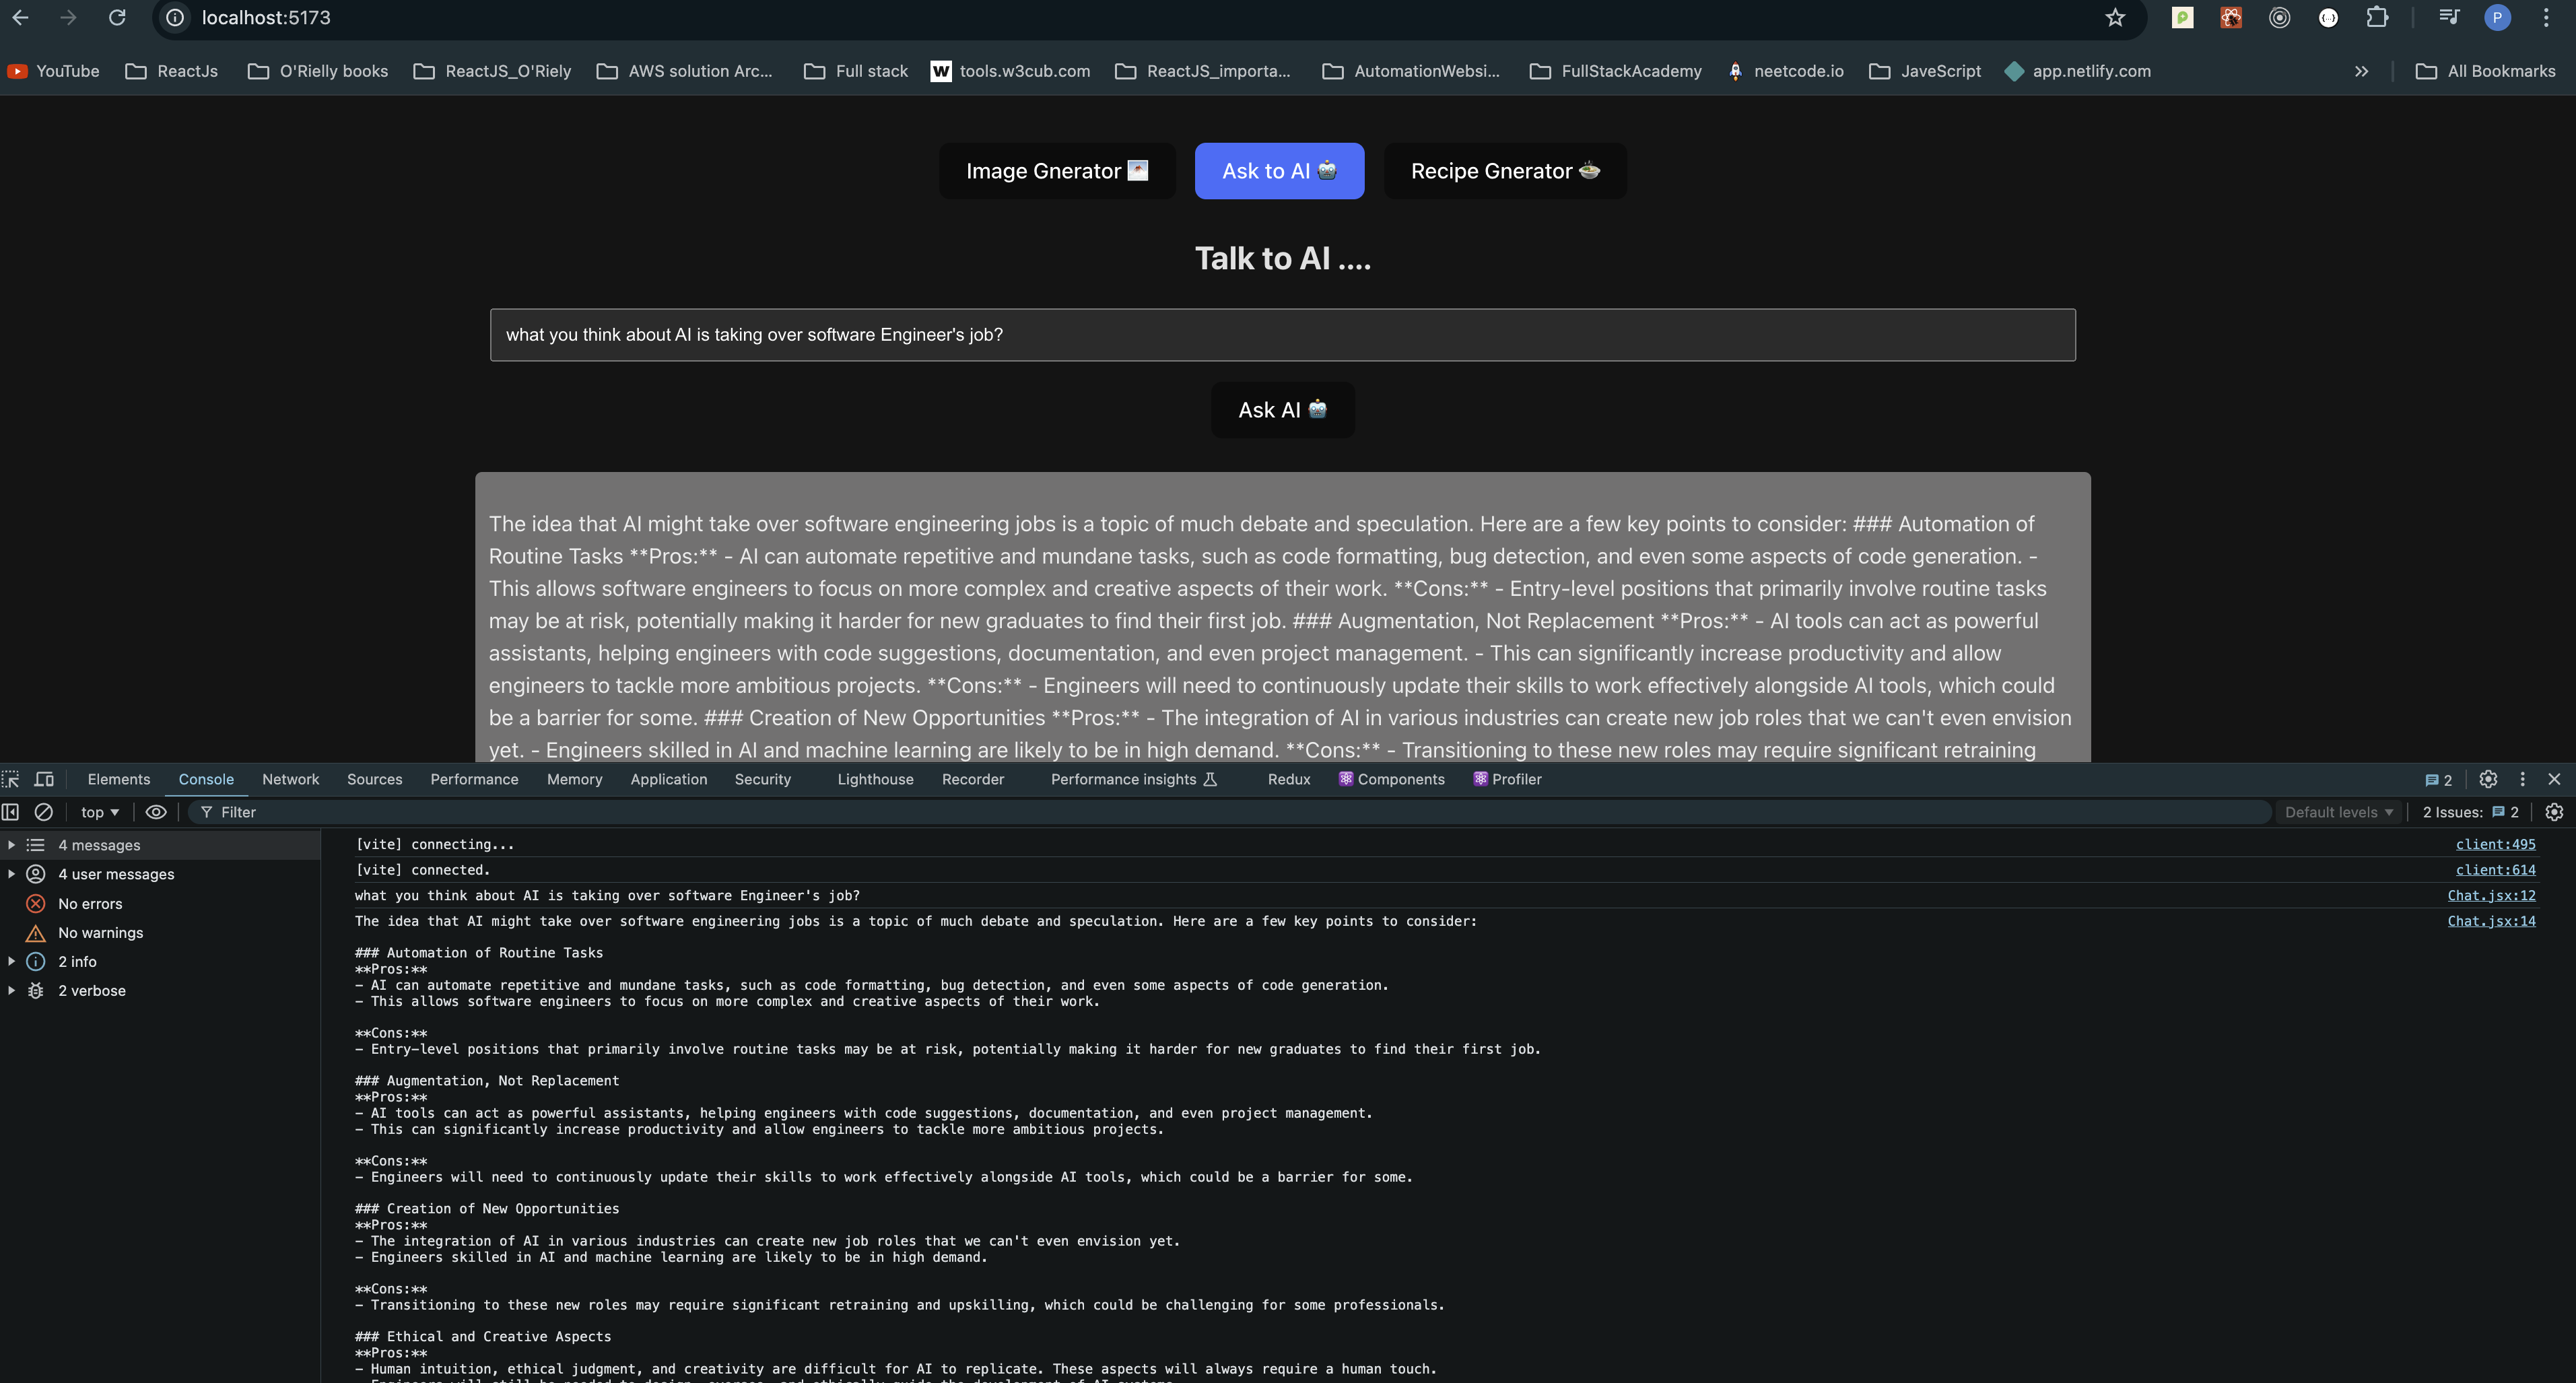 localhost:5173
YouTube ReactJs O'Rielly books ReactJS_O'Riely AWS solution Arc... Full stack W tools.w3cub.com ReactJS_importa... AutomationWebsi... FullStackAcademy neetcode.io JaveScript app.netlify.com » All Bookmarks
P
Image Gnerator Ask to AI Recipe Gnerator
Talk to AI ....
what you think about AI is taking over software Engineer's job?
Ask AI
The idea that AI might take over software engineering jobs is a topic of much debate and speculation. Here are a few key points to consider: ### Automation of
Routine Tasks **Pros:** - AI can automate repetitive and mundane tasks, such as code formatting, bug detection, and even some aspects of code generation. -
This allows software engineers to focus on more complex and creative aspects of their work. **Cons:** - Entry-level positions that primarily involve routine tasks
may be at risk, potentially making it harder for new graduates to find their first job. ### Augmentation, Not Replacement **Pros:** - AI tools can act as powerful
assistants, helping engineers with code suggestions, documentation, and even project management. - This can significantly increase productivity and allow
engineers to tackle more ambitious projects. **Cons:** - Engineers will need to continuously update their skills to work effectively alongside AI tools, which could
be a barrier for some. ### Creation of New Opportunities **Pros:** - The integration of AI in various industries can create new job roles that we can't even envision
yet. - Engineers skilled in AI and machine learning are likely to be in high demand. **Cons:** - Transitioning to these new roles may require significant retraining
Elements Console Network Sources Performance Memory Application Security Lighthouse Recorder Performance insights Redux Components Profiler 2
top Filter Default levels 2 Issues: 2
4 messages
4 user messages
No errors
No warnings
2 info
2 verbose
[vite] connecting... client:495
[vite] connected. client:614
what you think about AI is taking over software Engineer's job? Chat.jsx:12
The idea that AI might take over software engineering jobs is a topic of much debate and speculation. Here are a few key points to consider: Chat.jsx:14
### Automation of Routine Tasks
**Pros:**
- AI can automate repetitive and mundane tasks, such as code formatting, bug detection, and even some aspects of code generation.
- This allows software engineers to focus on more complex and creative aspects of their work.
**Cons:**
- Entry-level positions that primarily involve routine tasks may be at risk, potentially making it harder for new graduates to find their first job.
### Augmentation, Not Replacement
**Pros:**
- AI tools can act as powerful assistants, helping engineers with code suggestions, documentation, and even project management.
- This can significantly increase productivity and allow engineers to tackle more ambitious projects.
**Cons:**
- Engineers will need to continuously update their skills to work effectively alongside AI tools, which could be a barrier for some.
### Creation of New Opportunities
**Pros:**
- The integration of AI in various industries can create new job roles that we can't even envision yet.
- Engineers skilled in AI and machine learning are likely to be in high demand.
**Cons:**
- Transitioning to these new roles may require significant retraining and upskilling, which could be challenging for some professionals.
### Ethical and Creative Aspects
**Pros:**
- Human intuition, ethical judgment, and creativity are difficult for AI to replicate. These aspects will always require a human touch.